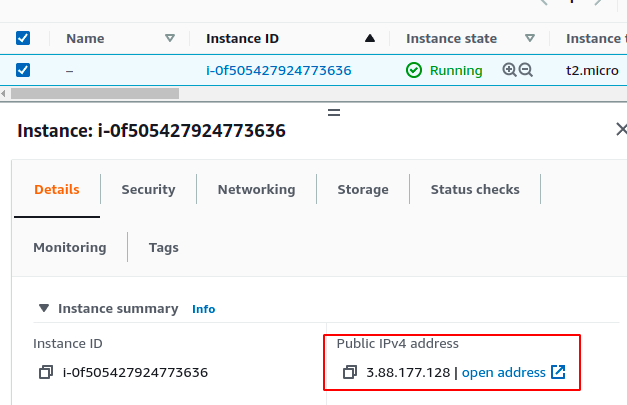 Name Instance ID Instance state Instance t
– i-0f505427924773636 Running t2.micro
Instance: i-0f505427924773636
Details Security Networking Storage Status checks
Monitoring Tags
Instance summary Info
Instance ID Public IPv4 address
i-0f505427924773636 3.88.177.128 | open address